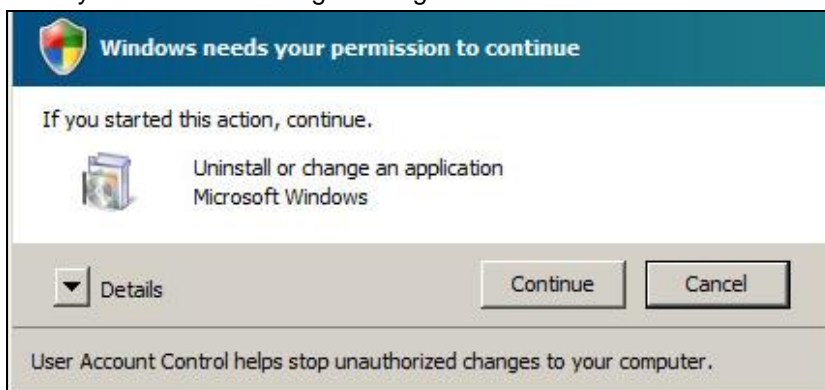 Windows needs your permission to continue
If you started this action, continue.
Uninstall or change an application
Microsoft Windows
Details
Continue
Cancel
User Account Control helps stop unauthorized changes to your computer.